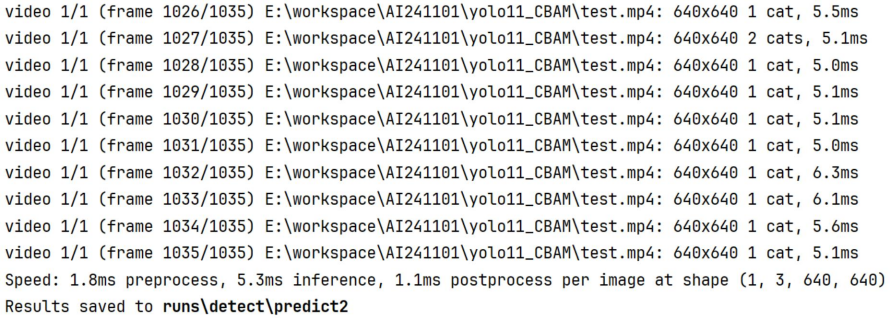 video 1/1 (frame 1026/1035) E:\workspace\AI241101\yolo11_CBAM\test.mp4: 640x640 1 cat, 5.5ms
video 1/1 (frame 1027/1035) E:\workspace\AI241101\yolo11_CBAM\test.mp4: 640x640 2 cats, 5.1ms
video 1/1 (frame 1028/1035) E:\workspace\AI241101\yolo11_CBAM\test.mp4: 640x640 1 cat, 5.0ms
video 1/1 (frame 1029/1035) E:\workspace\AI241101\yolo11_CBAM\test.mp4: 640x640 1 cat, 5.1ms
video 1/1 (frame 1030/1035) E:\workspace\AI241101\yolo11_CBAM\test.mp4: 640x640 1 cat, 5.1ms
video 1/1 (frame 1031/1035) E:\workspace\AI241101\yolo11_CBAM\test.mp4: 640x640 1 cat, 5.0ms
video 1/1 (frame 1032/1035) E:\workspace\AI241101\yolo11_CBAM\test.mp4: 640x640 1 cat, 6.3ms
video 1/1 (frame 1033/1035) E:\workspace\AI241101\yolo11_CBAM\test.mp4: 640x640 1 cat, 6.1ms
video 1/1 (frame 1034/1035) E:\workspace\AI241101\yolo11_CBAM\test.mp4: 640x640 1 cat, 5.6ms
video 1/1 (frame 1035/1035) E:\workspace\AI241101\yolo11_CBAM\test.mp4: 640x640 1 cat, 5.1ms
Speed: 1.8ms preprocess, 5.3ms inference, 1.1ms postprocess per image at shape (1, 3, 640, 640)
Results saved to runs\detect\predict2